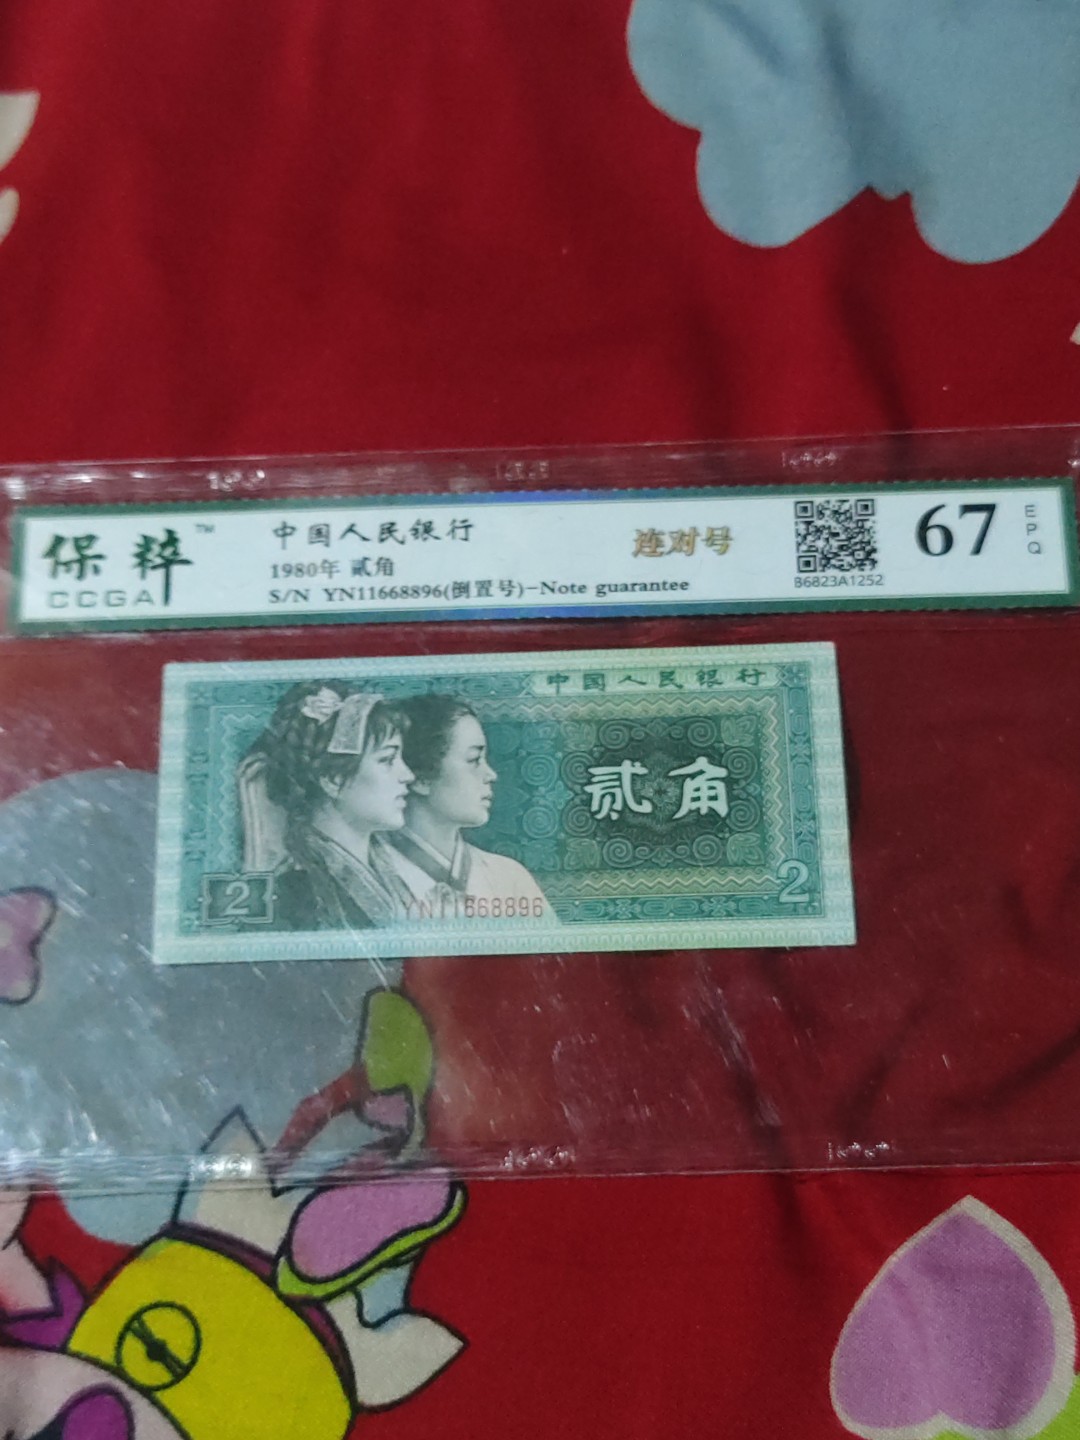 保粹™
CCGA
中国人民银行
1980年 贰角
S/N YN11668896(倒置号)-Note guarantee
连对号
B6823A1252
67
EPQ
中国人民银行
贰角
2
YN11668896
2